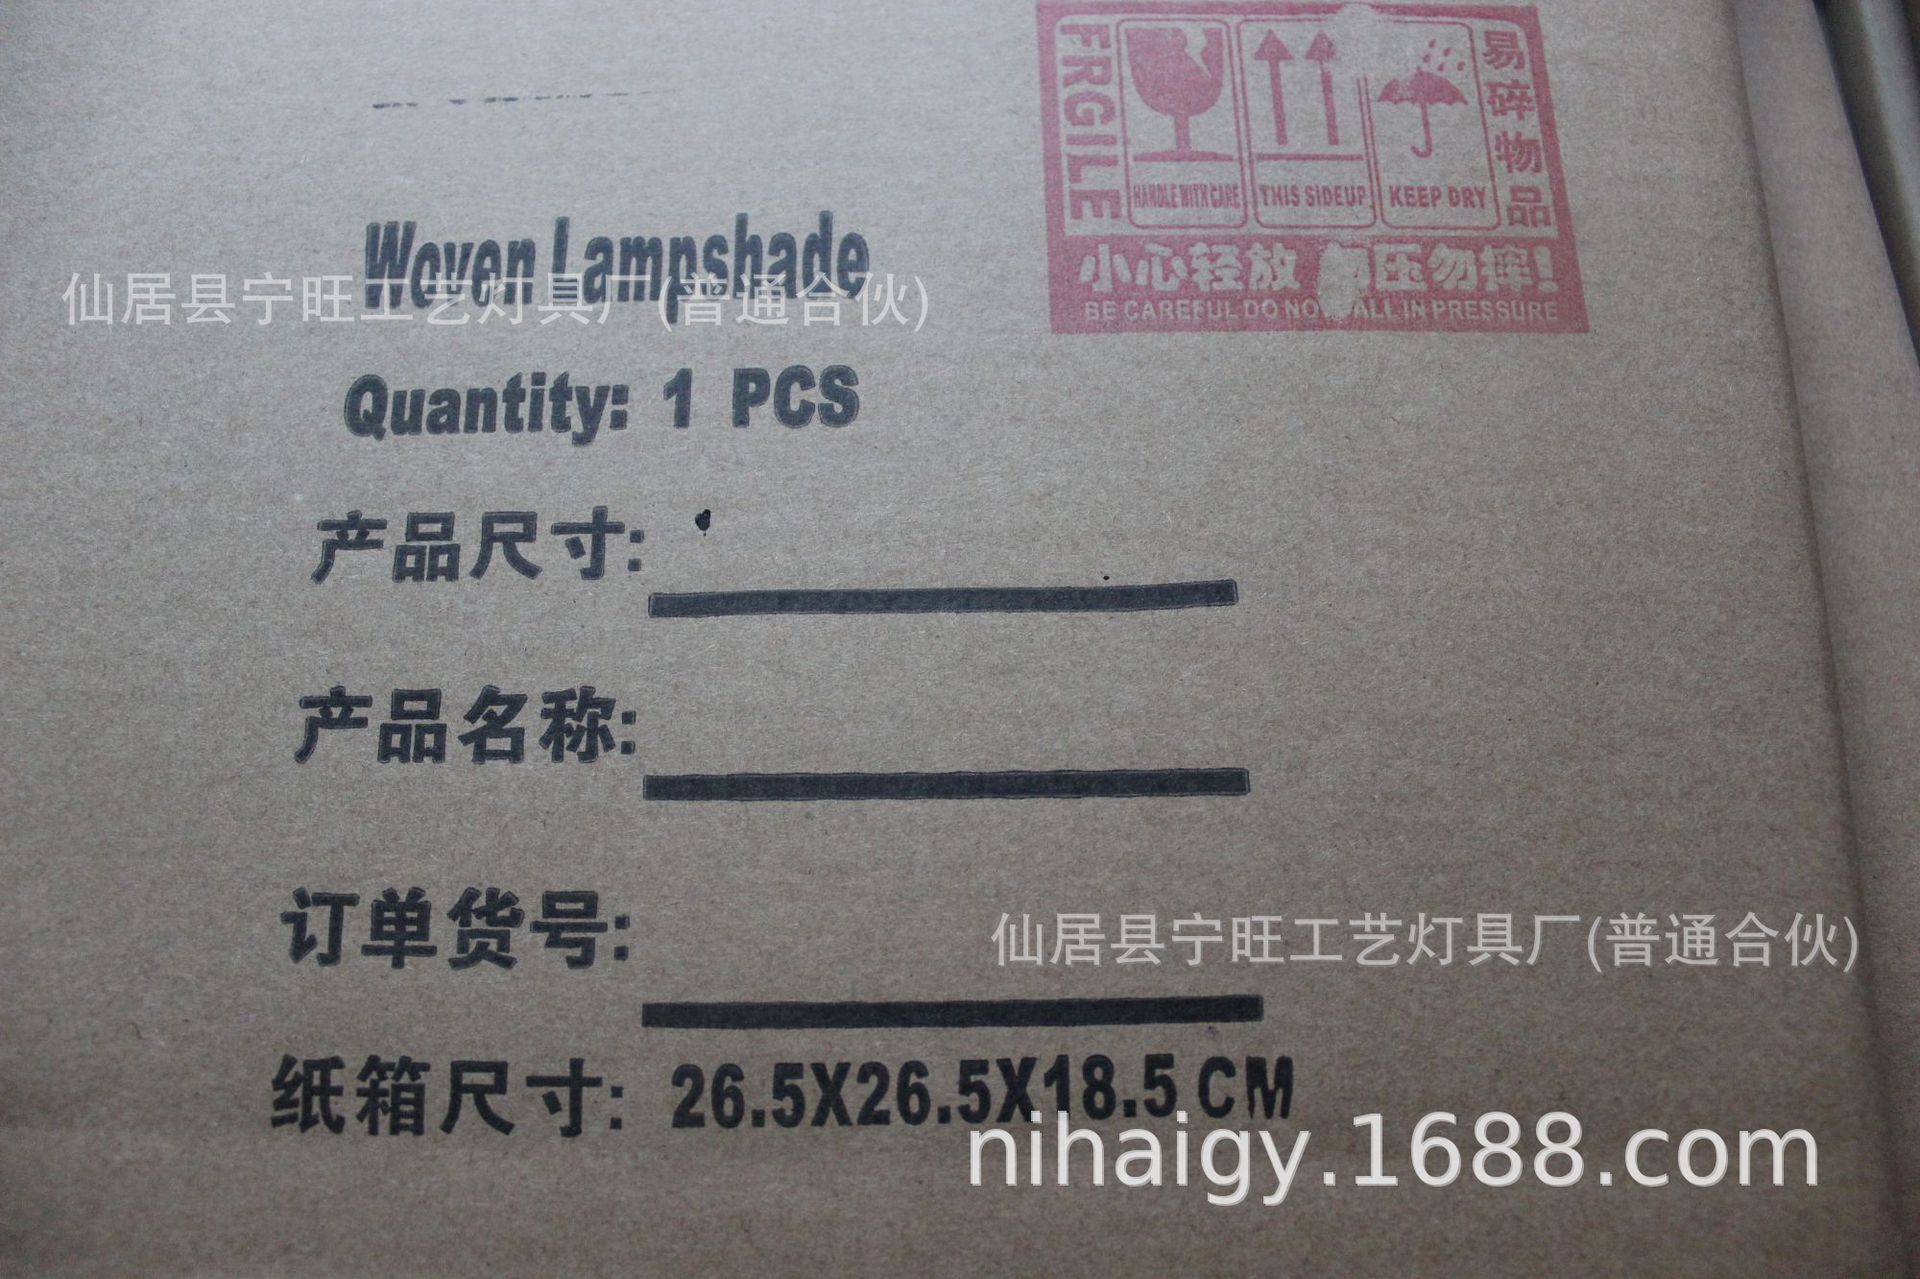 FRGILE
易碎物品
HANDLE WITH CARE
THIS SIDE UP
KEEP DRY
小心轻放 勿压勿摔!
BE CAREFUL DO NO ALL IN PRESSURE
Woven Lampshade
仙居县宁旺工艺灯具厂(普通合伙)
Quantity: 1 PCS
产品尺寸:
产品名称:
订单货号:
仙居县宁旺工艺灯具厂(普通合伙)
纸箱尺寸: 26.5X26.5X18.5 CM
nihaigy.1688.com